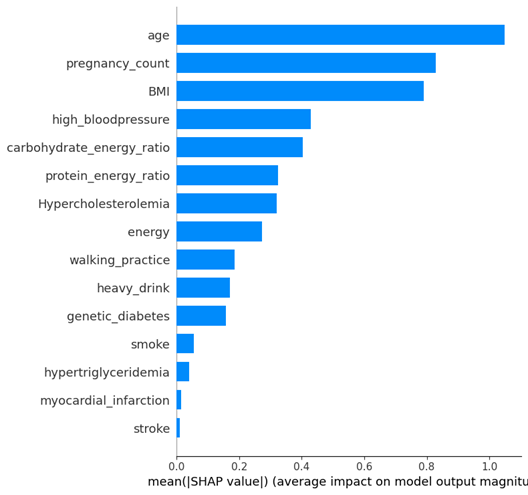 age
pregnancy_count
BMI
high_bloodpressure
carbohydrate_energy_ratio
protein_energy_ratio
Hypercholesterolemia
energy
walking_practice
heavy_drink
genetic_diabetes
smoke
hypertriglyceridemia
myocardial_infarction
stroke
0.0 0.2 0.4 0.6 0.8 1.0
mean(|SHAP value|) (average impact on model output magnitu